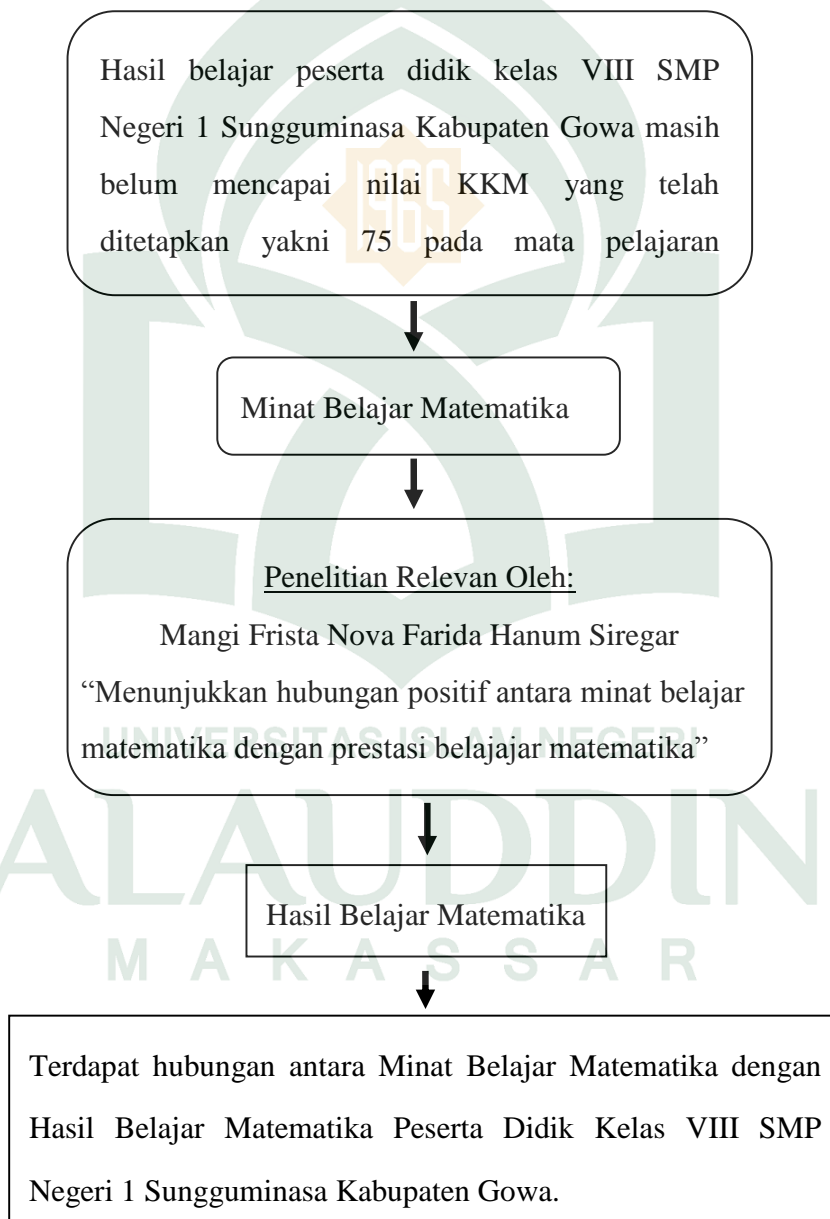 Hasil belajar peserta didik kelas VIII SMP
Negeri 1 Sungguminasa Kabupaten Gowa masih
belum mencapai nilai KKM yang telah
1965
ditetapkan yakni 75 pada mata pelajaran
Minat Belajar Matematika
Penelitian Relevan Oleh:
Mangi Frista Nova Farida Hanum Siregar
“Menunjukkan hubungan positif antara minat belajar
matematika dengan prestasi belajajar matematika”
UNIVERSITAS ISLAM NEGERI
ALAUDDIN
Hasil Belajar Matematika
MAKASSAR
Terdapat hubungan antara Minat Belajar Matematika dengan
Hasil Belajar Matematika Peserta Didik Kelas VIII SMP
Negeri 1 Sungguminasa Kabupaten Gowa.